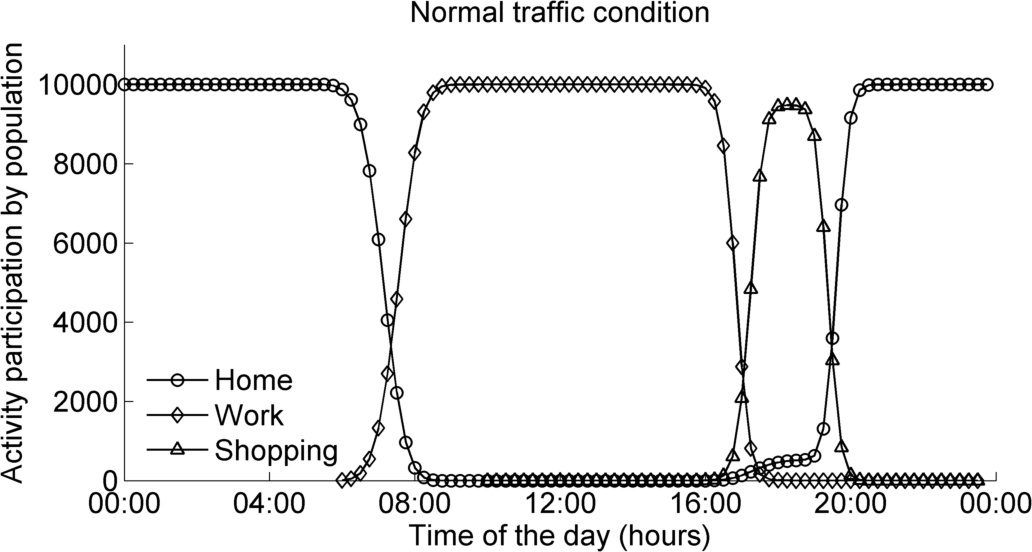 Normal traffic condition
Activity participation by population
10000
8000
6000
4000
2000
0
Home
Work
Shopping
00:00 04:00 08:00 12:00 16:00 20:00 00:00
Time of the day (hours)